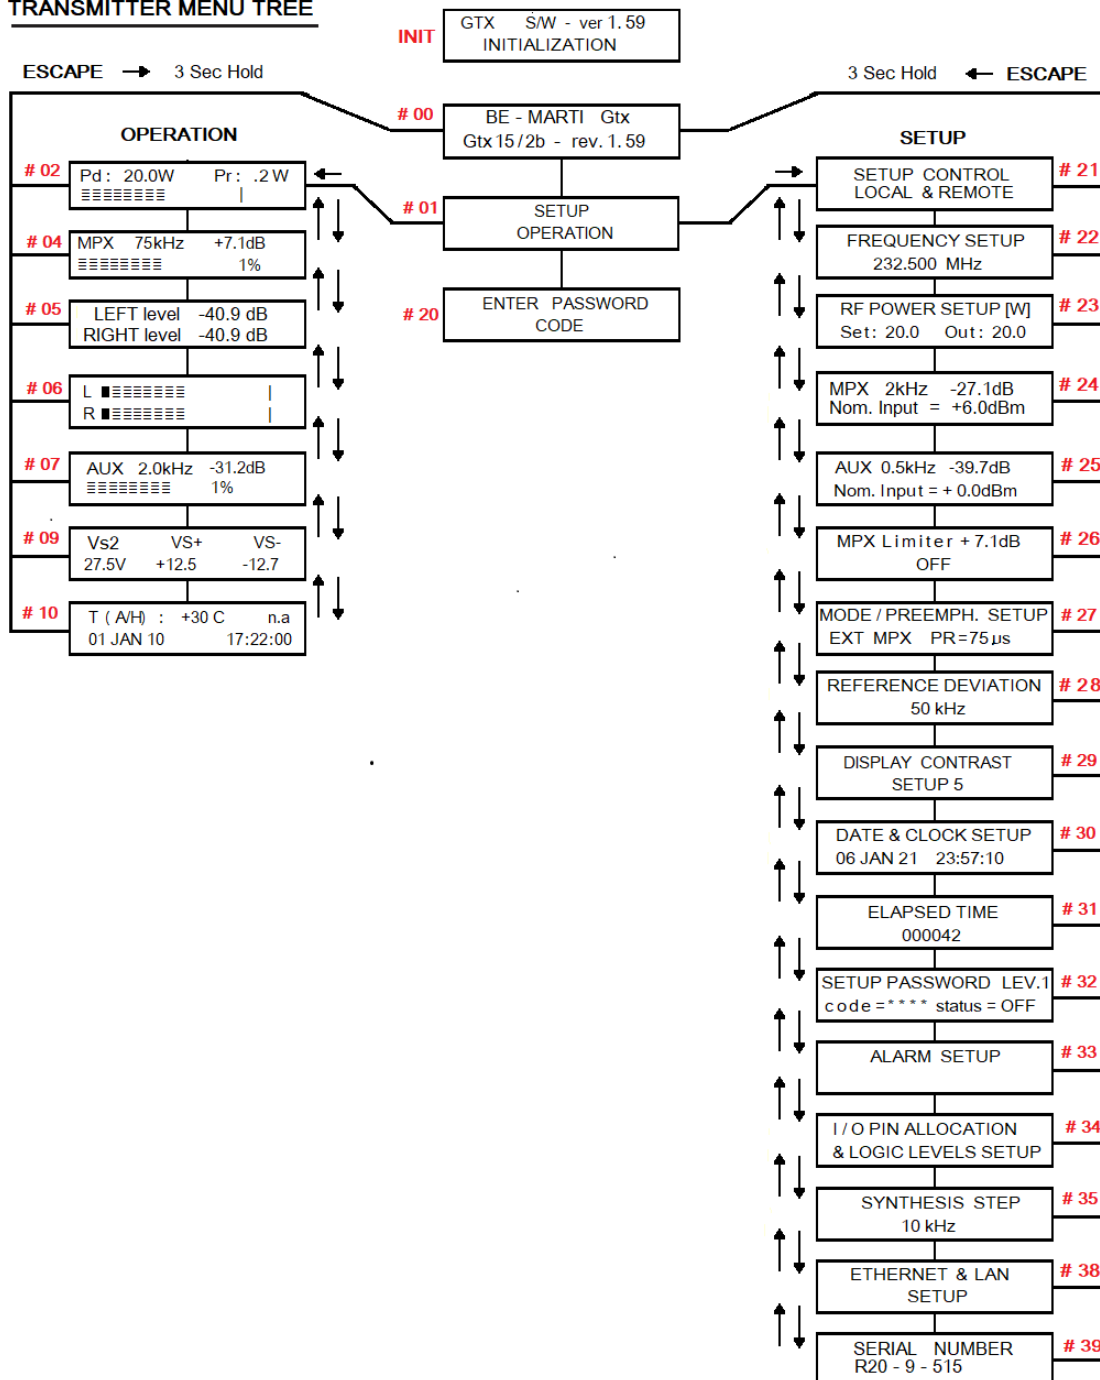 TRANSMITTER MENU TREE
INIT
GTX S/W - ver 1.59
INITIALIZATION
ESCAPE 3 Sec Hold
3 Sec Hold ESCAPE
# 00
BE - MARTI Gtx
Gtx 15/2b - rev. 1.59
# 01
SETUP
OPERATION
# 20
ENTER PASSWORD
CODE
OPERATION
# 02
Pd: 20.0W Pr: .2 W
# 04
MPX 75kHz +7.1dB
1%
# 05
LEFT level -40.9 dB
RIGHT level -40.9 dB
# 06
L
R
# 07
AUX 2.0kHz -31.2dB
1%
# 09
Vs2 VS+ VS-
27.5V +12.5 -12.7
# 10
T ( A/H) : +30 C n.a
01 JAN 10 17:22:00
SETUP
SETUP CONTROL
LOCAL & REMOTE
# 21
FREQUENCY SETUP
232.500 MHz
# 22
RF POWER SETUP [W]
Set: 20.0 Out: 20.0
# 23
MPX 2kHz -27.1dB
Nom. Input = +6.0dBm
# 24
AUX 0.5kHz -39.7dB
Nom. Input = + 0.0dBm
# 25
MPX Limiter + 7.1dB
OFF
# 26
MODE / PREEMPH. SETUP
EXT MPX PR=75 µs
# 27
REFERENCE DEVIATION
50 kHz
# 28
DISPLAY CONTRAST
SETUP 5
# 29
DATE & CLOCK SETUP
06 JAN 21 23:57:10
# 30
ELAPSED TIME
000042
# 31
SETUP PASSWORD LEV.1
code = * * * * status = OFF
# 32
ALARM SETUP
# 33
I / O PIN ALLOCATION
& LOGIC LEVELS SETUP
# 34
SYNTHESIS STEP
10 kHz
# 35
ETHERNET & LAN
SETUP
# 38
SERIAL NUMBER
R20 - 9 - 515
# 39